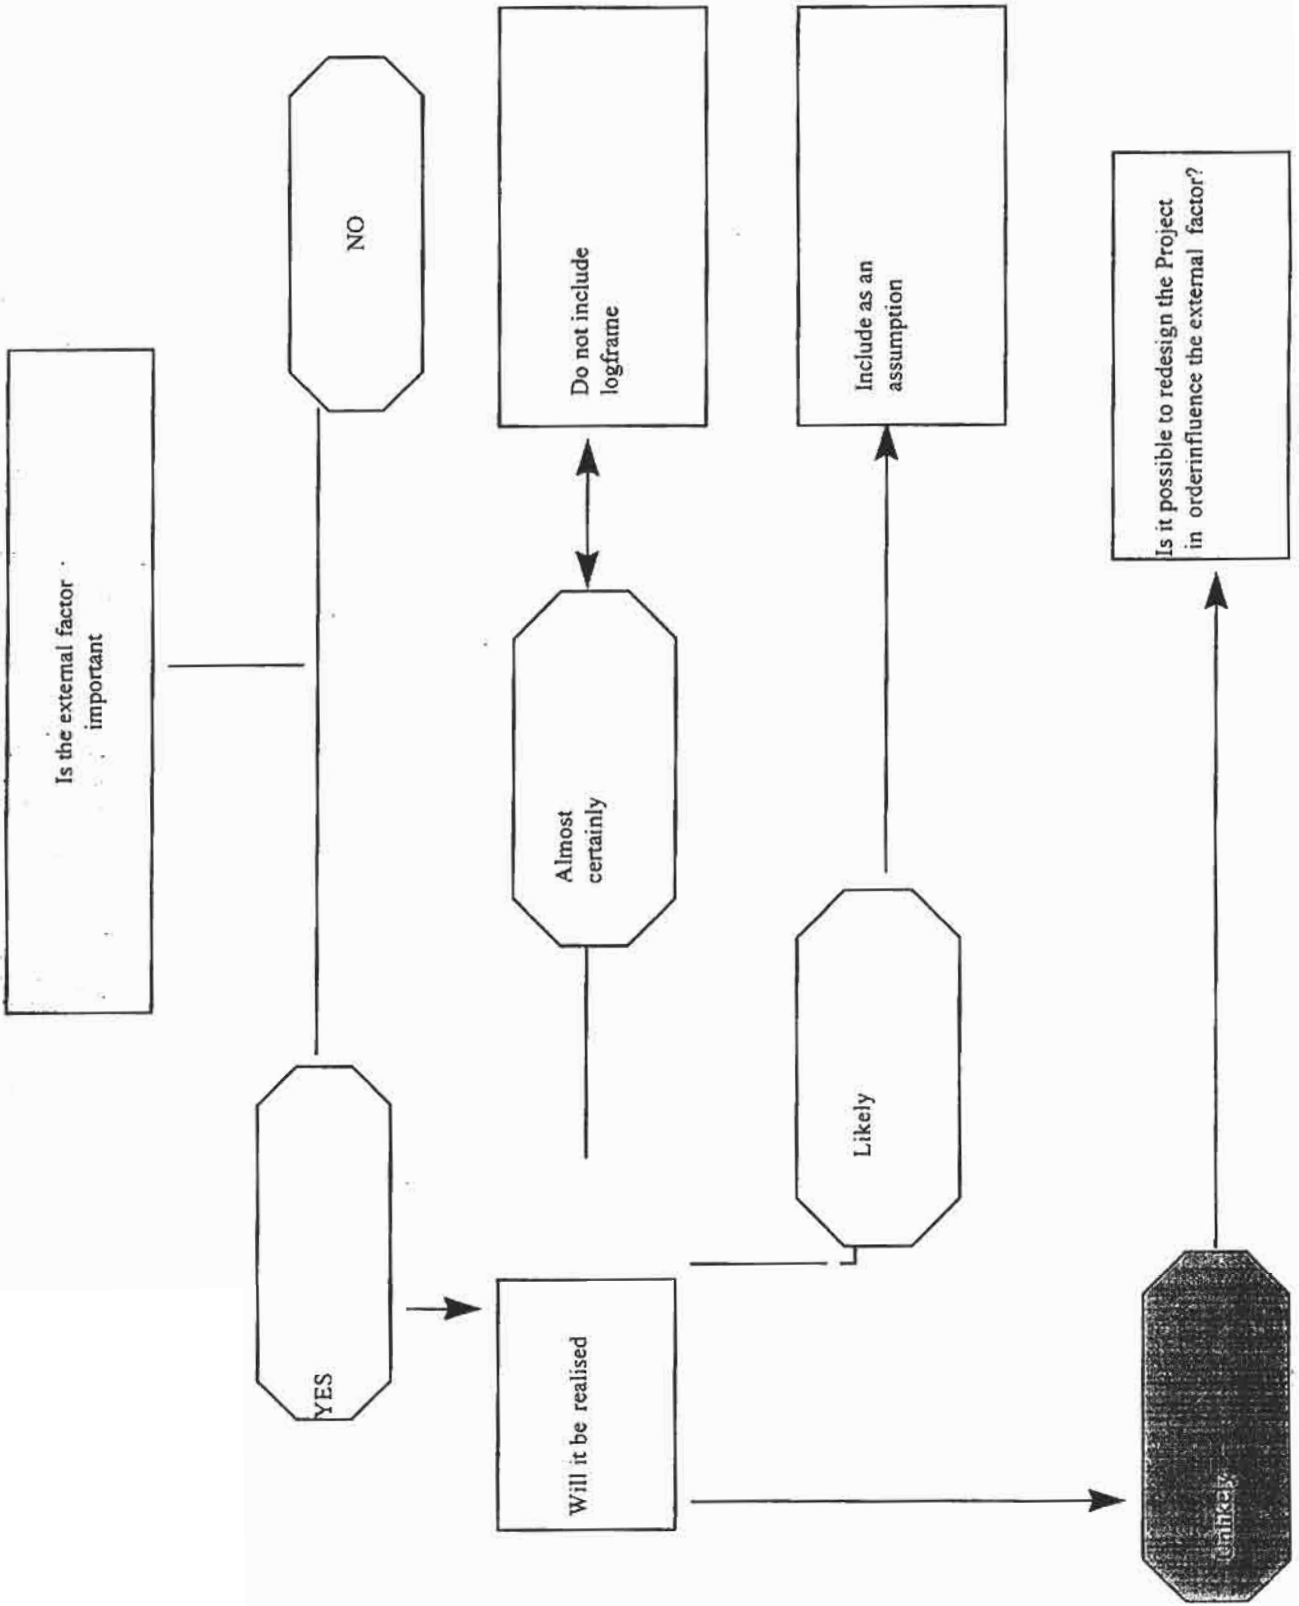 Is the external factor
important
YES
NO
Will it be realised
Almost
certainly
Do not include
logframe
Likely
Include as an
assumption
Unlikely
Is it possible to redesign the Project
in orderinfluence the external factor?